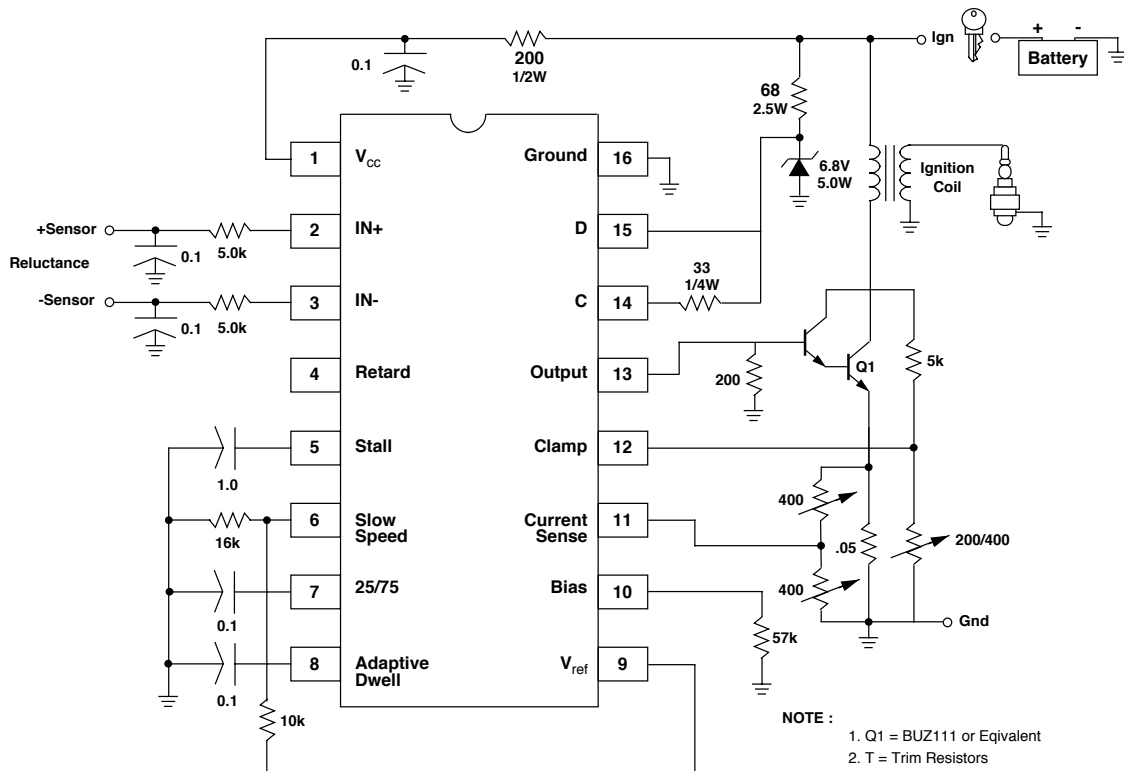 Ign
+ -
Battery
0.1
200
1/2W
68
2.5W
6.8V
5.0W
Ignition
Coil
1 VCC
Ground 16
+Sensor
0.1
5.0k
2 IN+
D 15
Reluctance
-Sensor
0.1
5.0k
3 IN-
C 14
33
1/4W
4 Retard
Output 13
200
Q1
5k
1.0
5 Stall
Clamp 12
16k
6 Slow
Speed
Current
Sense
11
400
.05
200/400
0.1
7 25/75
Bias 10
400
57k
Gnd
0.1
8 Adaptive
Dwell
Vref 9
10k
NOTE :
1. Q1 = BUZ111 or Eqivalent
2. T = Trim Resistors